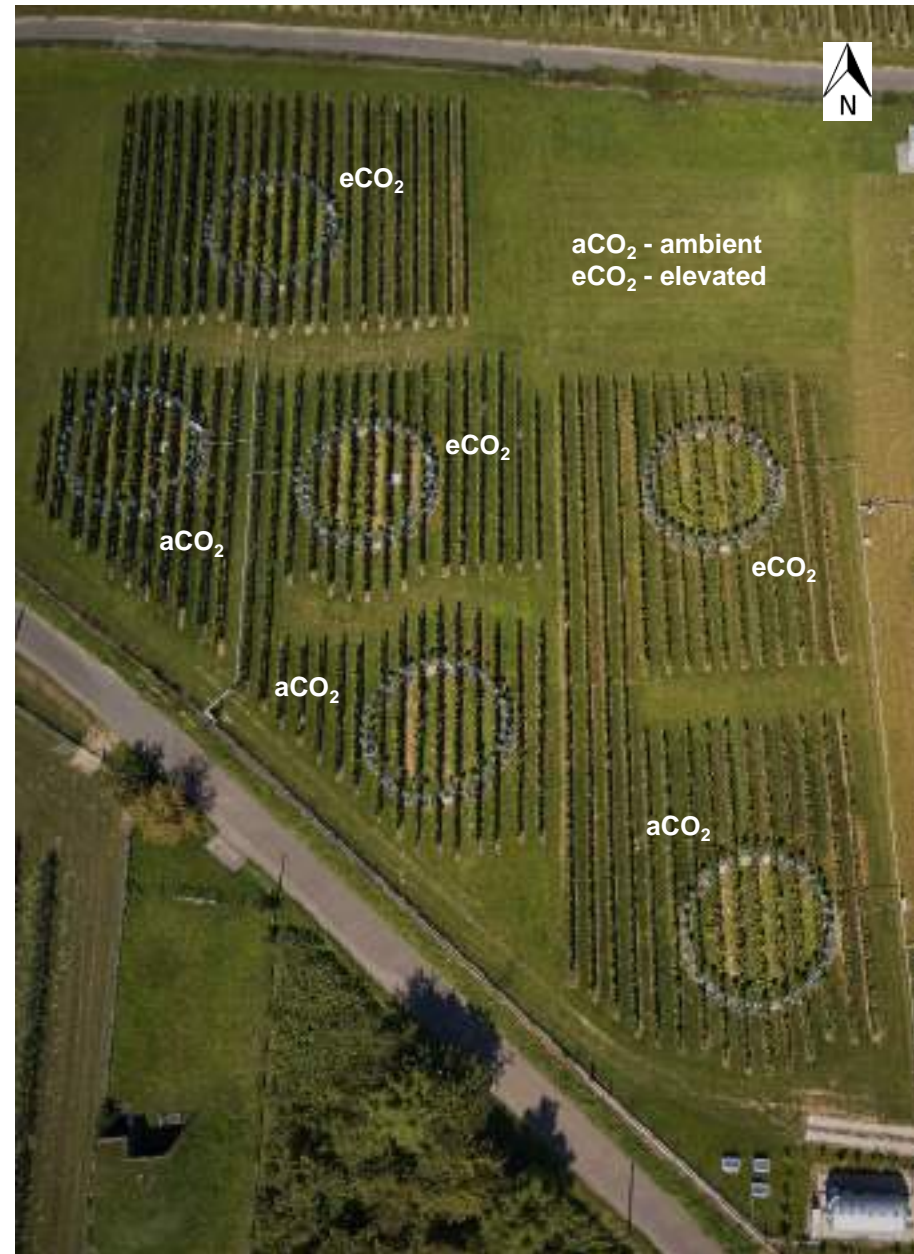 N
eCO₂
aCO₂ - ambient
eCO₂ - elevated
eCO₂
aCO₂
eCO₂
aCO₂
aCO₂